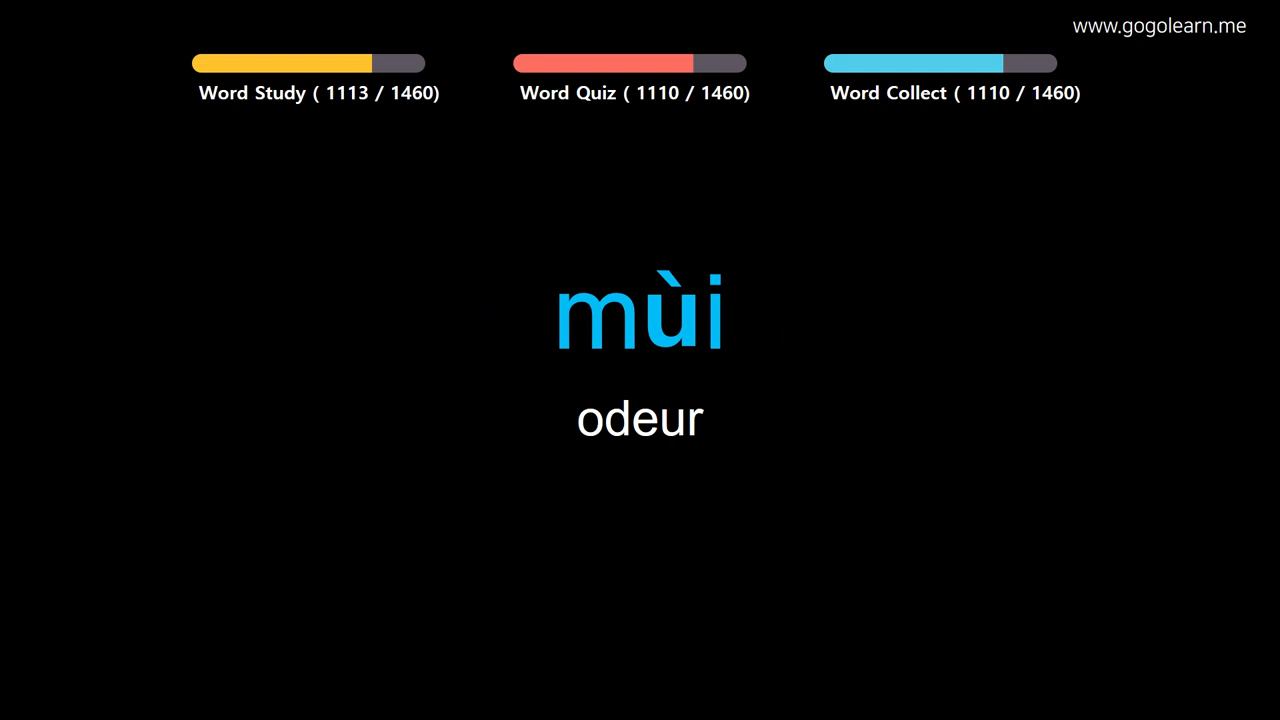 www.gogolearn.me
Word Study ( 1113 / 1460)
Word Quiz ( 1110 / 1460)
Word Collect ( 1110 / 1460)
mùi
odeur